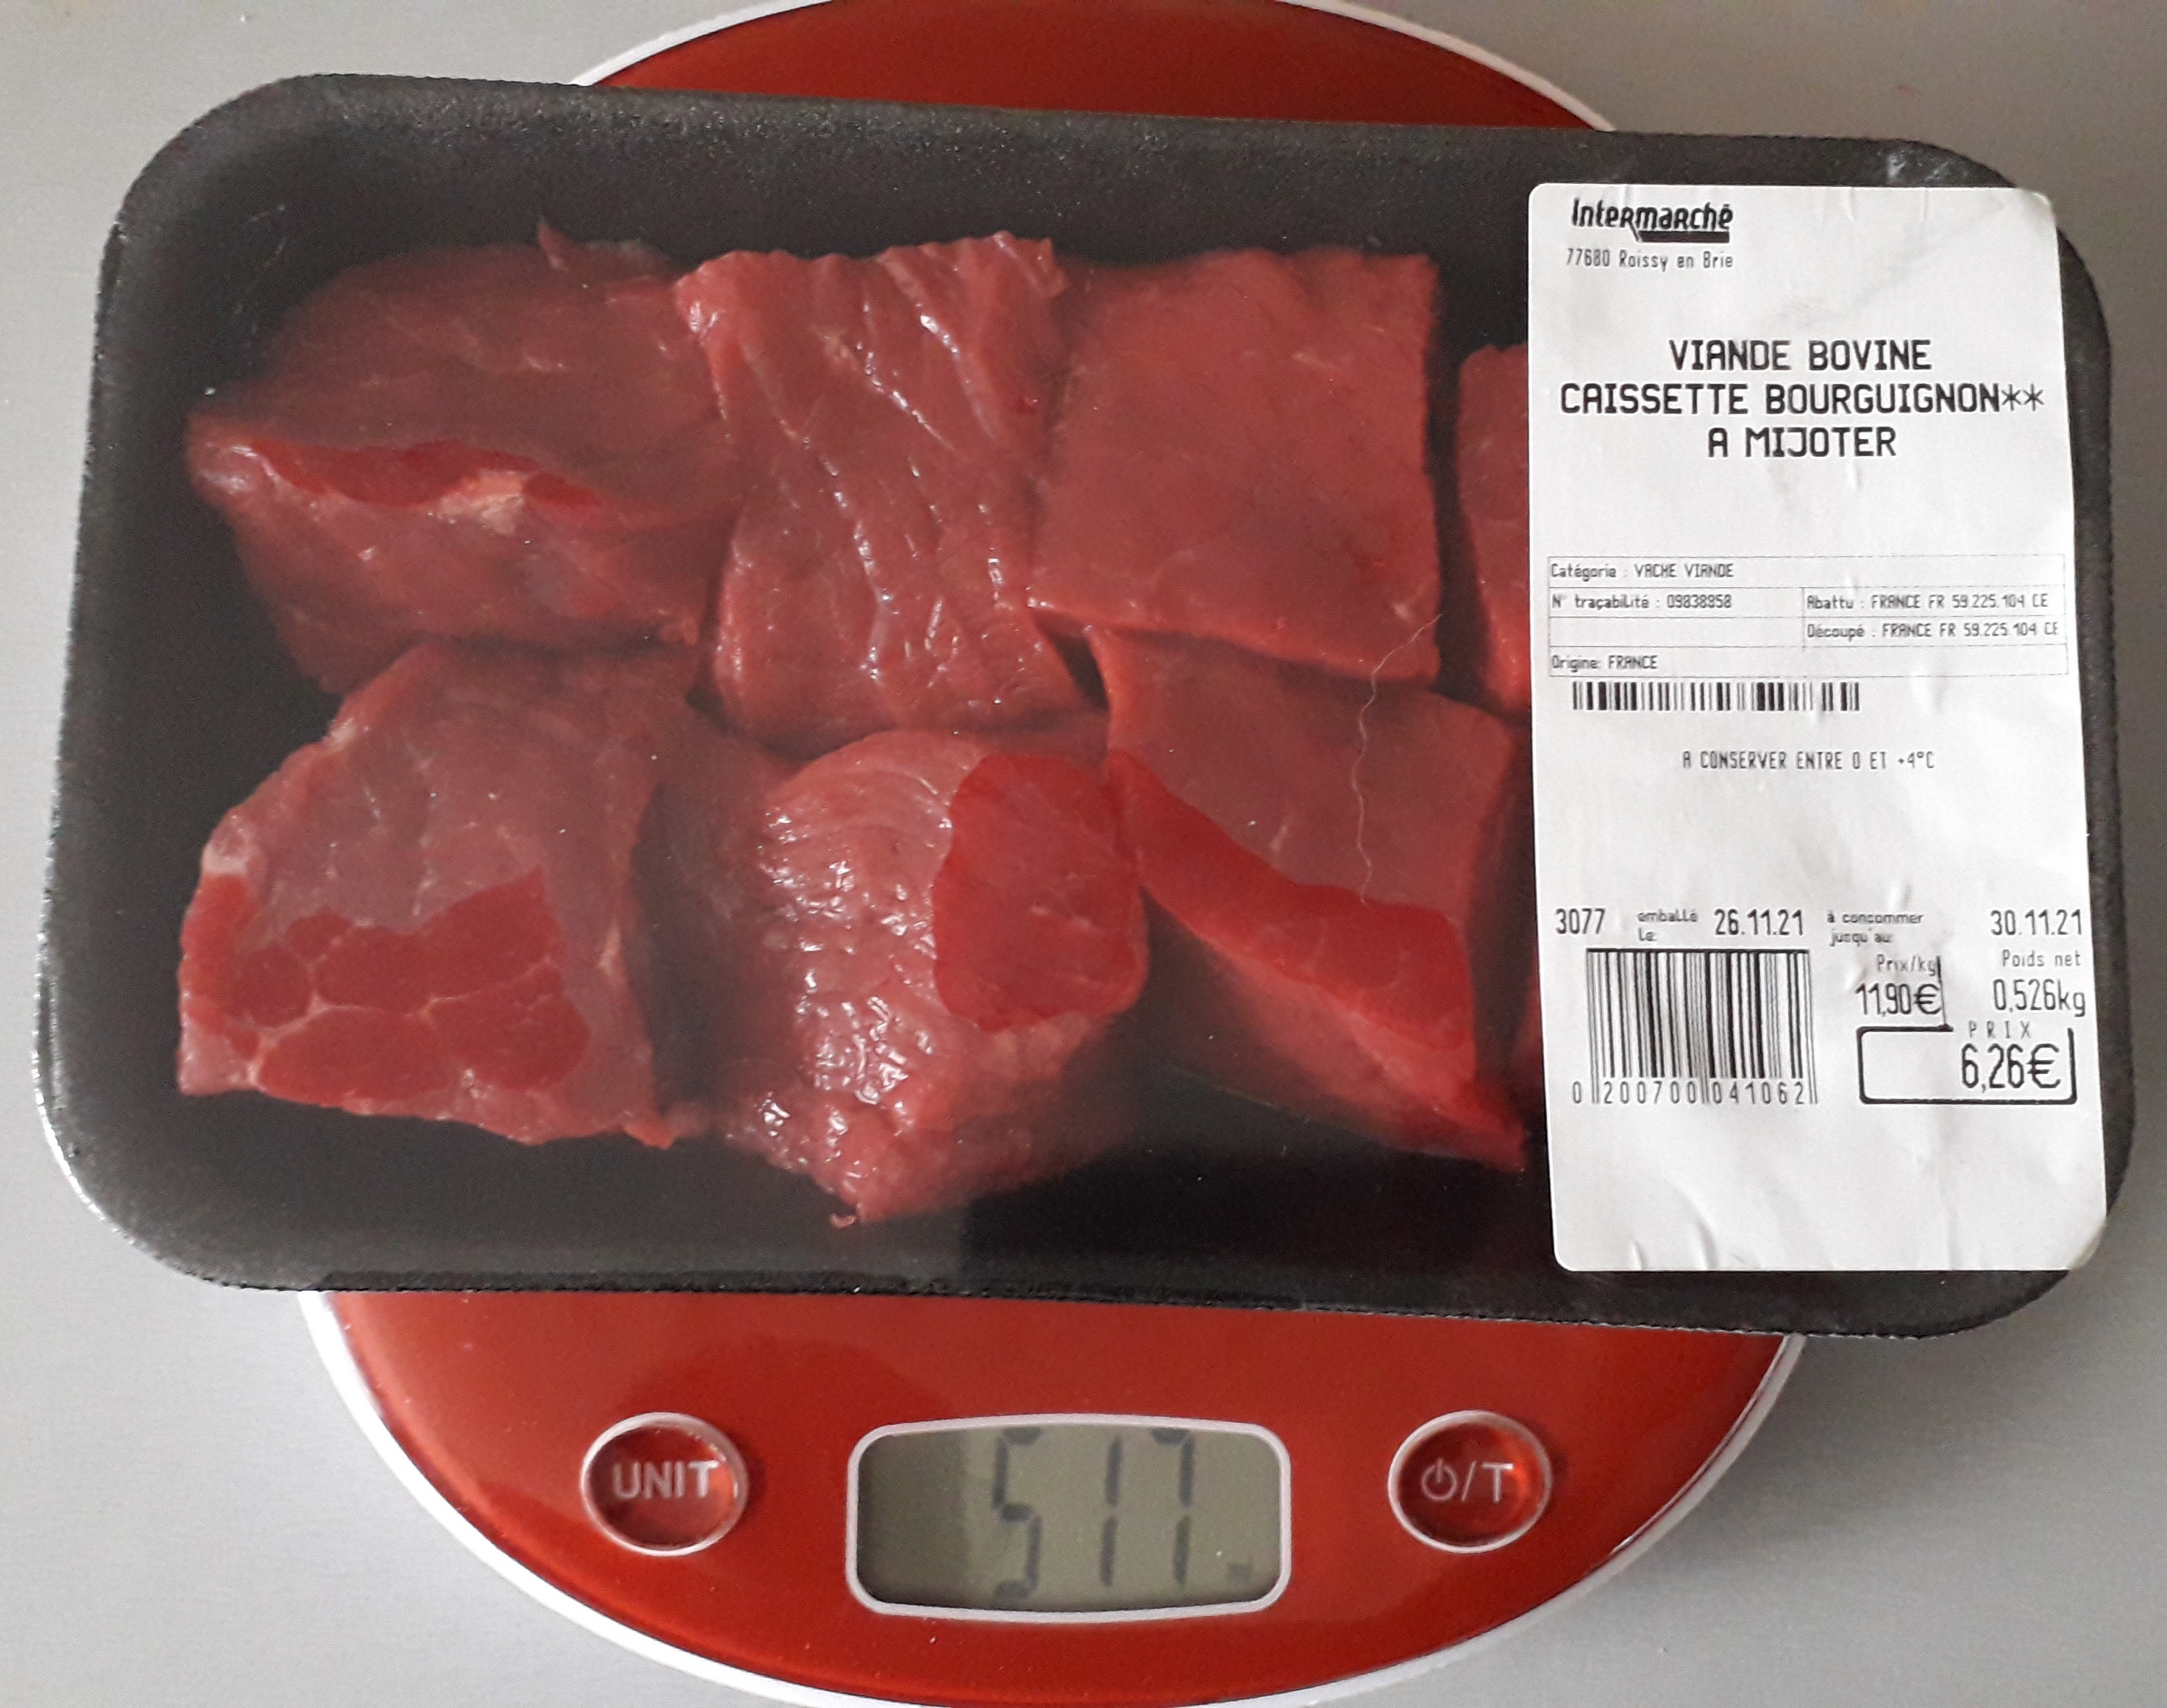 Intermarché
77680 Roissy en Brie
VIANDE BOVINE
CAISSETTE BOURGUIGNON**
A MIJOTER
Catégorie : VACHE VIANDE
N° traçabilité : 09838958 Abattu : FRANCE FR 59.225.104 CE
Découpé : FRANCE FR 59.225.104 CE
Origine: FRANCE
A CONSERVER ENTRE 0 ET +4°C
3077 emballé le: 26.11.21 à consommer jusqu'au: 30.11.21
Prix/kg Poids net
11,90€ 0,526kg
PRIX
6,26€
0 200700 041062
UNIT 517 /T